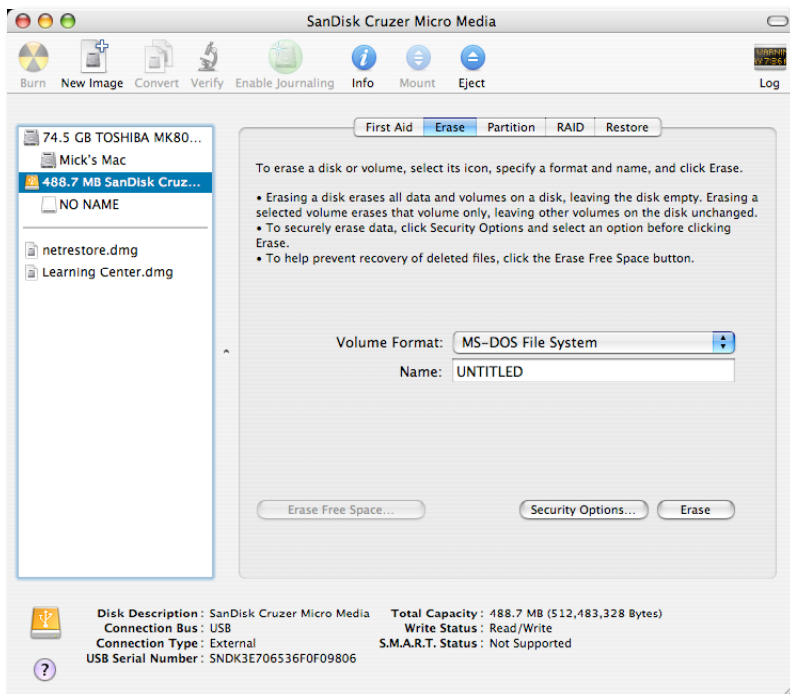 SanDisk Cruzer Micro Media
Burn New Image Convert Verify Enable Journaling Info Mount Eject Log
74.5 GB TOSHIBA MK80...
Mick's Mac
488.7 MB SanDisk Cruz...
NO NAME
netrestore.dmg
Learning Center.dmg
First Aid Erase Partition RAID Restore
To erase a disk or volume, select its icon, specify a format and name, and click Erase.
• Erasing a disk erases all data and volumes on a disk, leaving the disk empty. Erasing a
selected volume erases that volume only, leaving other volumes on the disk unchanged.
• To securely erase data, click Security Options and select an option before clicking
Erase.
• To help prevent recovery of deleted files, click the Erase Free Space button.
Volume Format: MS-DOS File System
Name: UNTITLED
Erase Free Space... Security Options... Erase
Disk Description : SanDisk Cruzer Micro Media Total Capacity : 488.7 MB (512,483,328 Bytes)
Connection Bus : USB Write Status : Read/Write
Connection Type : External S.M.A.R.T. Status : Not Supported
USB Serial Number : SNDK3E706536F0F09806
?